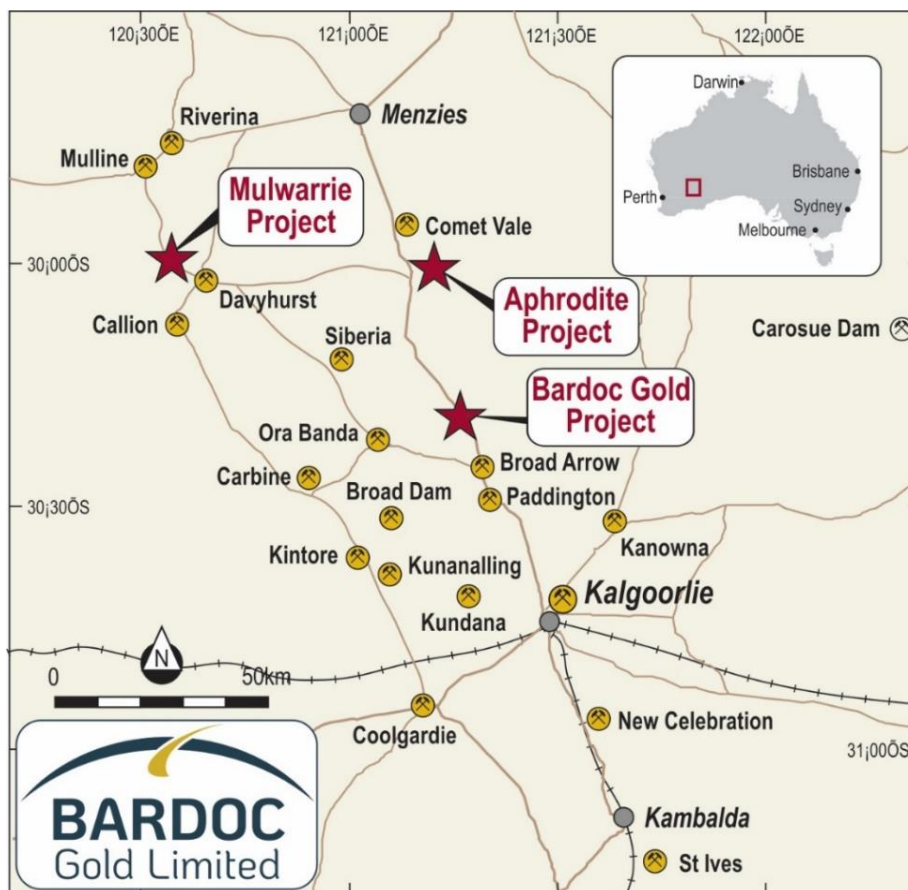 120¡30ÕE
121¡00ÕE
121¡30ÕE
122¡00ÕE
Darwin
Brisbane
Perth
Sydney
Melbourne
Riverina
Menzies
Mulline
Mulwarrie
Project
Comet Vale
30¡00ÕS
Davyhurst
Aphrodite
Project
Callion
Siberia
Carosue Dam
Bardoc Gold
Project
Ora Banda
Broad Arrow
Carbine
Broad Dam
Paddington
30¡30ÕS
Kanowna
Kintore
Kunanalling
Kalgoorlie
Kundana
N
0
50km
Coolgardie
New Celebration
31¡00ÕS
BARDOC
Gold Limited
Kambalda
St Ives